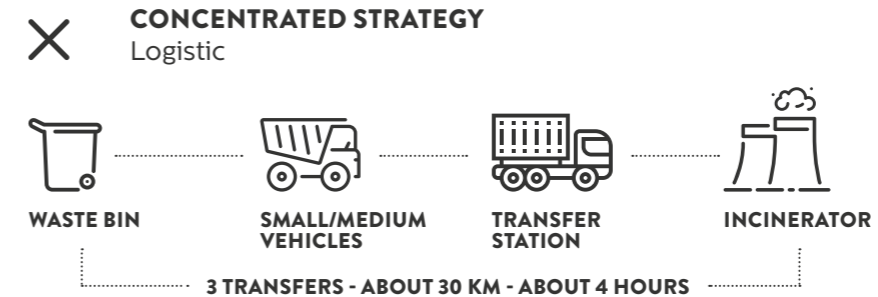 CONCENTRATED STRATEGY
Logistic
WASTE BIN
SMALL/MEDIUM
VEHICLES
TRANSFER
STATION
INCINERATOR
3 TRANSFERS - ABOUT 30 KM - ABOUT 4 HOURS